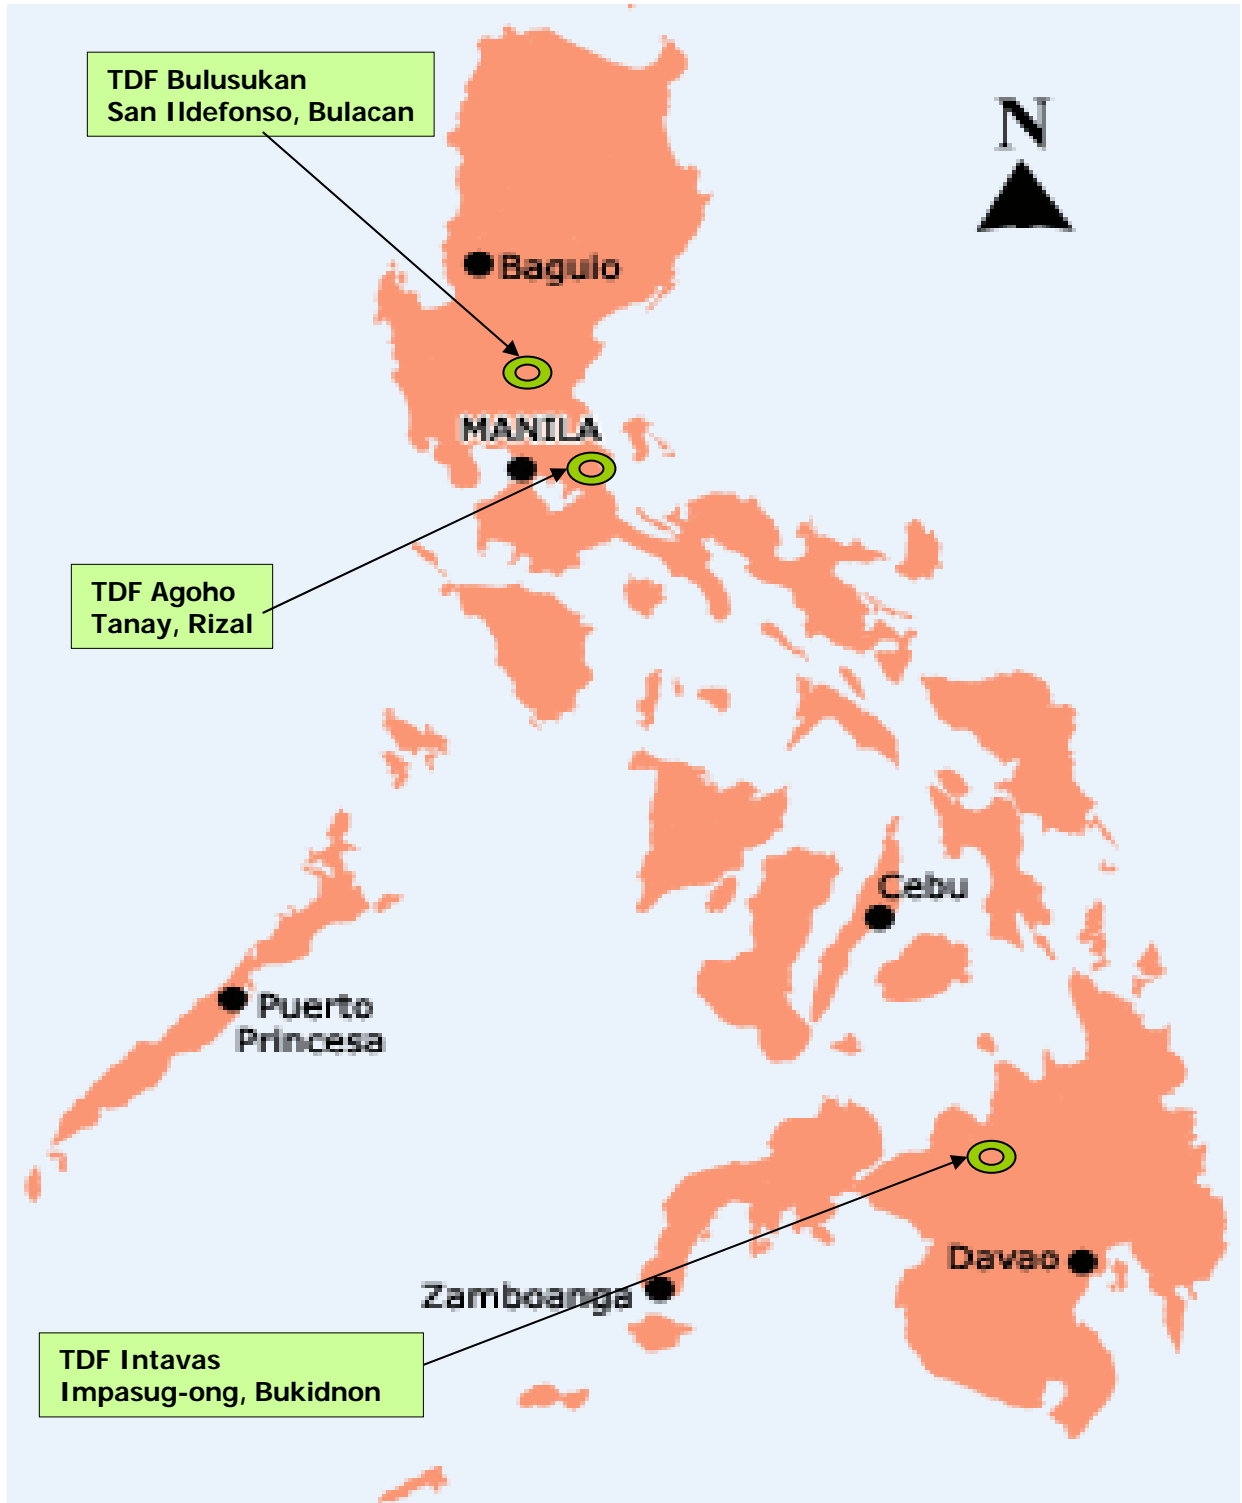 TDF Bulusukan
San Ildefonso, Bulacan
N
Baguio
MANILA
TDF Agoho
Tanay, Rizal
Cebu
Puerto
Princesa
Davao
Zamboanga
TDF Intavas
Impasug-ong, Bukidnon